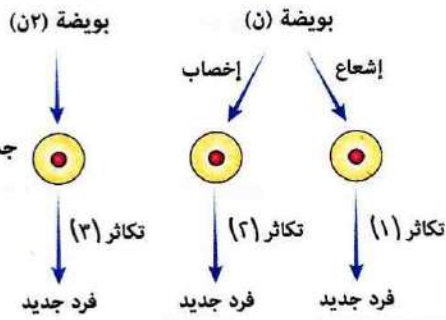 بويضة (ن) بويضة (٢ن)
إشعاع إخصاب
تكاثر (١) تكاثر (٢) تكاثر (٣)
فرد جديد فرد جديد فرد جديد